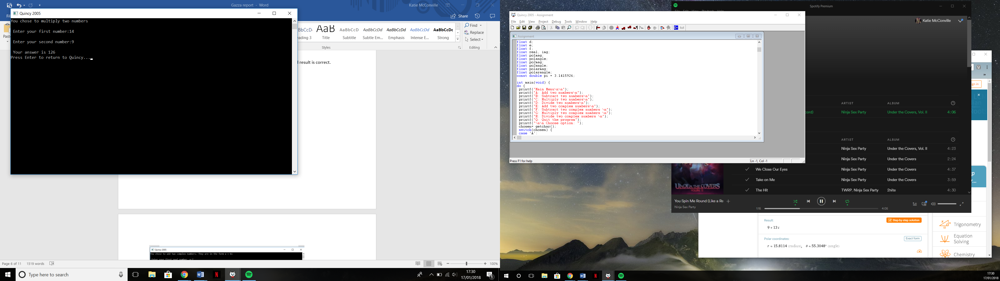 Gazza report - Word
Katie McConville
Quincy 2005
You chose to multiply two numbers
Enter your first number:14
Enter your second number:9
Your answer is 126
Press Enter to return to Quincy...
Share
AaB AaBbCcD AaBbCcDd AaBbCcDd AaBbCcDd AaBbCcDc
eading 3 Title Subtitle Subtle Em... Emphasis Intense E... Strong
Styles
Find
Replace
Select
Editing
result is correct.
Quincy 2005
You chose to add two complex numbers. They are in the form a + bi
Enter your first real number, a:7
Page 6 of 11 1519 words
100%
Type here to search
17:30
17/01/2018
1
Quincy 2005 - Assignment
File Edit View Project Debug Tools Window Help
tut
Assignment
float d;
float e;
float f;
float real, img;
float po1mag;
float po1angle;
float po2mag;
float po2angle;
float polarmag;
float polarangle;
const double pi = 3.1415926;
int main(void) {
do {
printf("Main Menu\n\n");
printf("A: Add two numbers\n");
printf("B: Subtract two numbers\n");
printf("C: Multiply two numbers\n");
printf("D: Divide two numbers\n");
printf("E: Add two complex numbers\n");
printf("F: Subtract two complex numbers \n");
printf("G: Multiply two complex numbers \n");
printf("H: Divide two complex numbers \n");
printf("Q: Quit the program");
printf("\n\n Choose option: ");
chosen= getchar();
switch(chosen) {
case 'A':
Press F1 for help
Ln -1, Col -1
Spotify Premium
Katie McConville
ARTIST ALBUM
cord) Ninja Sex Party Under the Covers, Vol. II 4:06
ARTIST ALBUM
Ninja Sex Party Under the Covers, Vol. II 4:23
Ninja Sex Party Under the Covers 2:24
We Close Our Eyes Ninja Sex Party Under the Covers 4:37
Take on Me Ninja Sex Party Under the Covers 3:59
The Hit TWRP, Ninja Sex Party 2nite 4:30
UNDER THE COVERS
VOLUME II
You Spin Me Round (Like a Re
Ninja Sex Party
1:15
4:05
gn in
Result:
Step-by-step solution
9 + 13 i
Polar coordinates:
Exact form
r ≈ 15.8114 (radius), θ ≈ 55.3048° (angle)
Trigonometry
Equation
Solving
Chemistry
17:30
17/01/2018